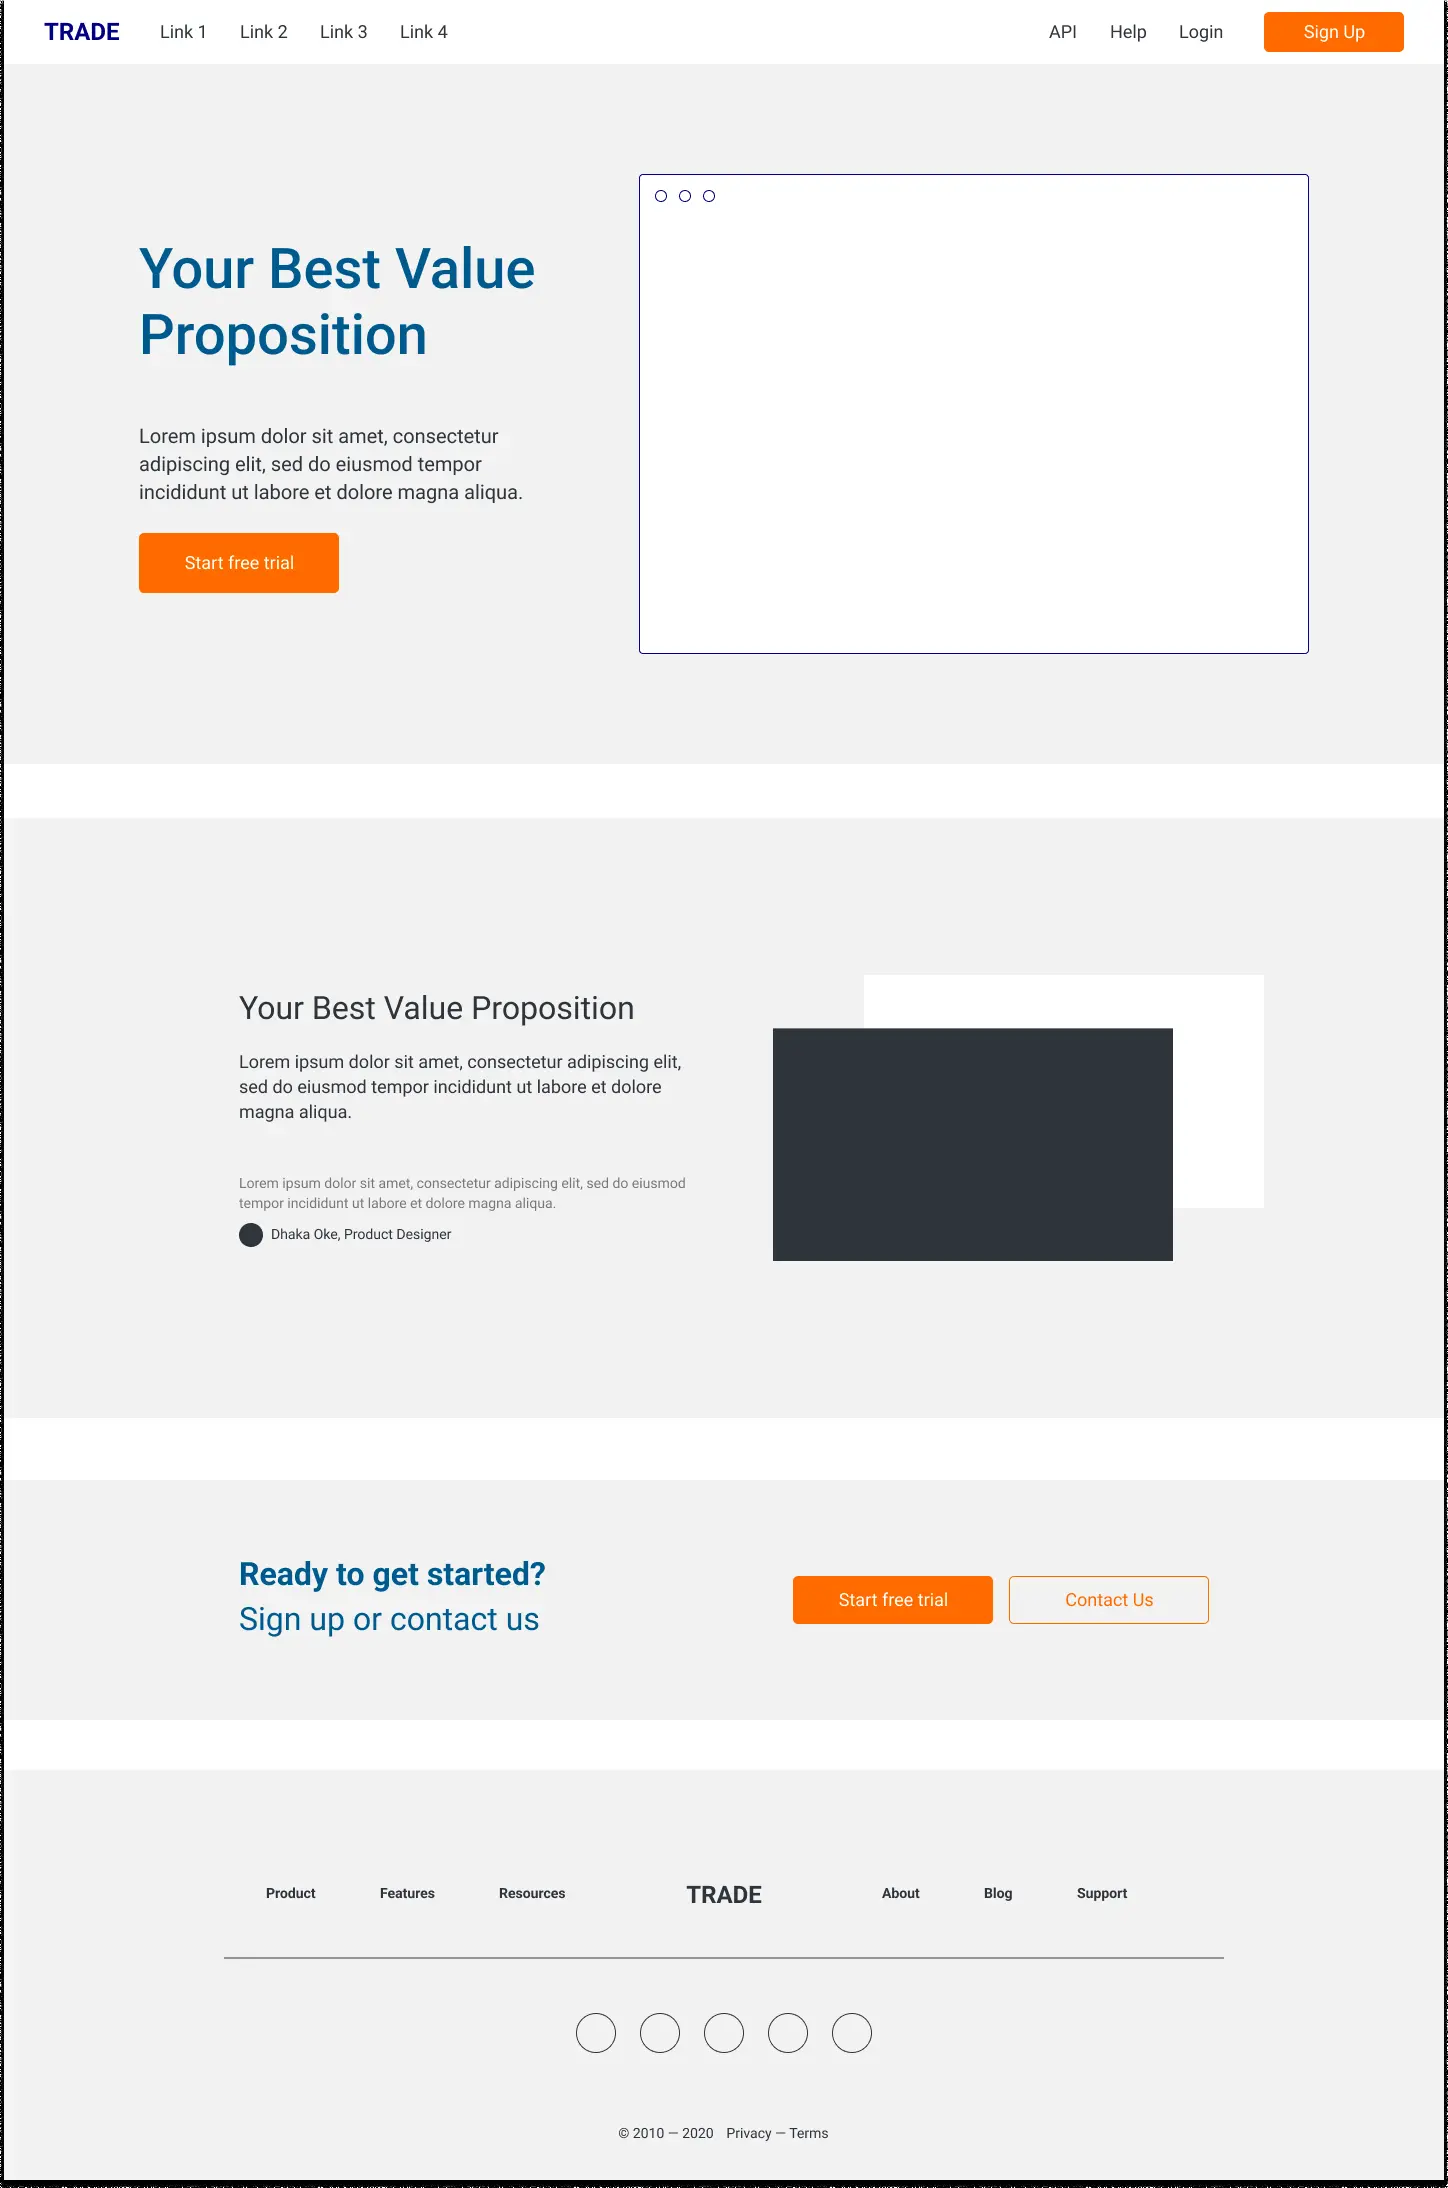 TRADE Link 1 Link 2 Link 3 Link 4 API Help Login Sign Up
Your Best Value
Proposition
Lorem ipsum dolor sit amet, consectetur
adipiscing elit, sed do eiusmod tempor
incididunt ut labore et dolore magna aliqua.
Start free trial
Your Best Value Proposition
Lorem ipsum dolor sit amet, consectetur adipiscing elit,
sed do eiusmod tempor incididunt ut labore et dolore
magna aliqua.
Lorem ipsum dolor sit amet, consectetur adipiscing elit, sed do eiusmod
tempor incididunt ut labore et dolore magna aliqua.
Dhaka Oke, Product Designer
Ready to get started?
Sign up or contact us
Start free trial Contact Us
Product Features Resources TRADE About Blog Support
© 2010 — 2020 Privacy — Terms